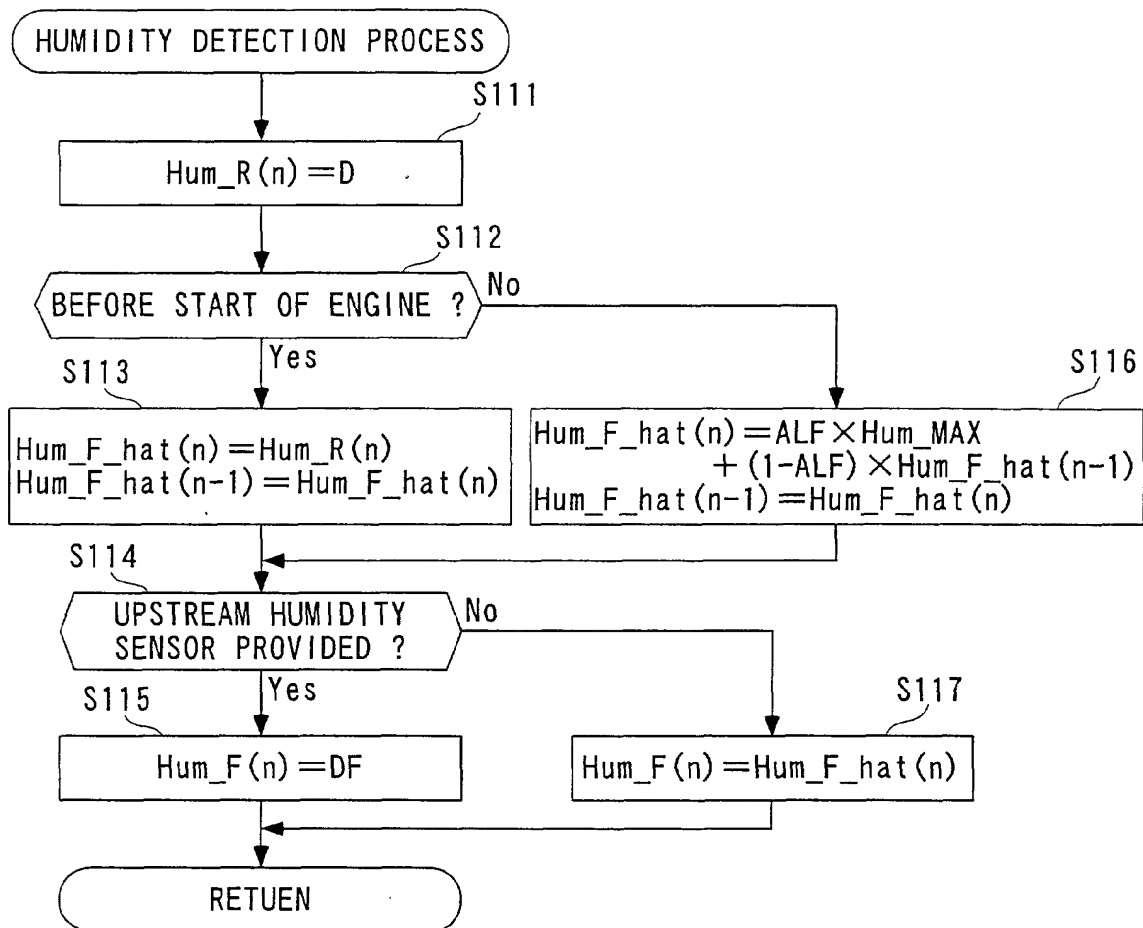 HUMIDITY DETECTION PROCESS
S111
Hum_R(n)=D
S112
BEFORE START OF ENGINE ?
No
Yes
S113
Hum_F_hat(n)=Hum_R(n)
Hum_F_hat(n-1)=Hum_F_hat(n)
S116
Hum_F_hat(n)=ALF×Hum_MAX
+(1-ALF)×Hum_F_hat(n-1)
Hum_F_hat(n-1)=Hum_F_hat(n)
S114
UPSTREAM HUMIDITY
SENSOR PROVIDED ?
No
Yes
S115
Hum_F(n)=DF
S117
Hum_F(n)=Hum_F_hat(n)
RETUEN